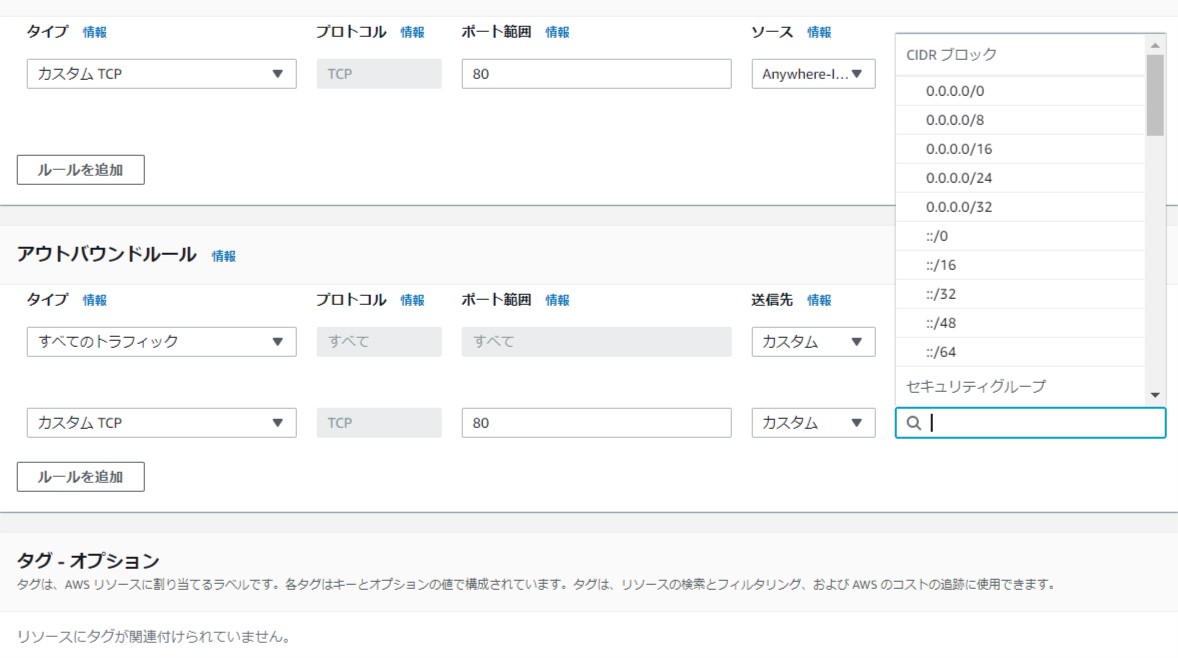 タイプ 情報 プロトコル 情報 ポート範囲 情報 ソース 情報
カスタム TCP TCP 80 Anywhere-I...
CIDR ブロック
0.0.0.0/0
0.0.0.0/8
0.0.0.0/16
0.0.0.0/24
0.0.0.0/32
::/0
::/16
::/32
::/48
::/64
セキュリティグループ
ルールを追加
アウトバウンドルール 情報
タイプ 情報 プロトコル 情報 ポート範囲 情報 送信先 情報
すべてのトラフィック すべて すべて カスタム
カスタム TCP TCP 80 カスタム
ルールを追加
タグ - オプション
タグは、AWS リソースに割り当てるラベルです。各タグはキーとオプションの値で構成されています。タグは、リソースの検索とフィルタリング、および AWS のコストの追跡に使用できます。
リソースにタグが関連付けられていません。